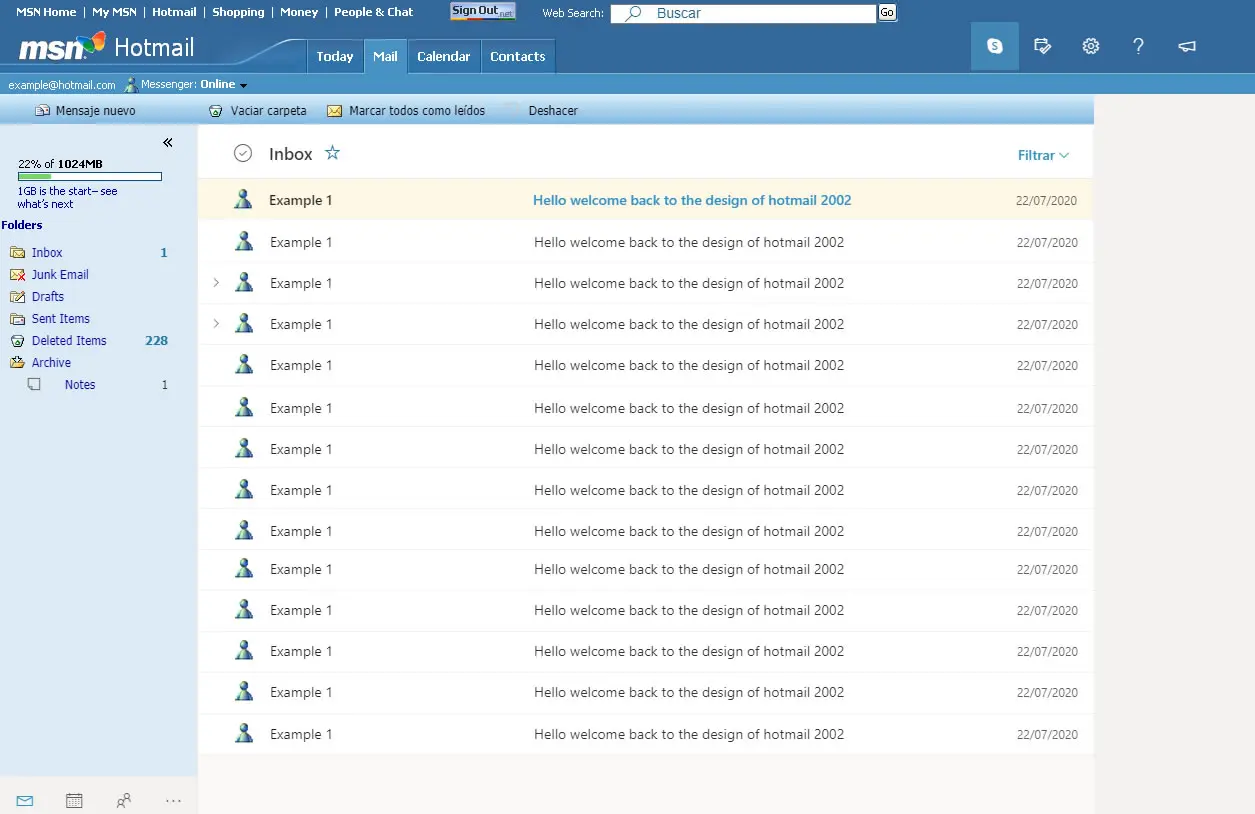 MSN Home | My MSN | Hotmail | Shopping | Money | People & Chat Sign Out .net Web Search: Buscar Go
msn Hotmail Today Mail Calendar Contacts
example@hotmail.com Messenger: Online
Mensaje nuevo Vaciar carpeta Marcar todos como leídos Deshacer
22% of 1024MB
1GB is the start– see
what's next
Folders
Inbox 1
Junk Email
Drafts
Sent Items
Deleted Items 228
Archive
Notes 1
Inbox Filtrar
Example 1 Hello welcome back to the design of hotmail 2002 22/07/2020
Example 1 Hello welcome back to the design of hotmail 2002 22/07/2020
Example 1 Hello welcome back to the design of hotmail 2002 22/07/2020
Example 1 Hello welcome back to the design of hotmail 2002 22/07/2020
Example 1 Hello welcome back to the design of hotmail 2002 22/07/2020
Example 1 Hello welcome back to the design of hotmail 2002 22/07/2020
Example 1 Hello welcome back to the design of hotmail 2002 22/07/2020
Example 1 Hello welcome back to the design of hotmail 2002 22/07/2020
Example 1 Hello welcome back to the design of hotmail 2002 22/07/2020
Example 1 Hello welcome back to the design of hotmail 2002 22/07/2020
Example 1 Hello welcome back to the design of hotmail 2002 22/07/2020
Example 1 Hello welcome back to the design of hotmail 2002 22/07/2020
Example 1 Hello welcome back to the design of hotmail 2002 22/07/2020
Example 1 Hello welcome back to the design of hotmail 2002 22/07/2020